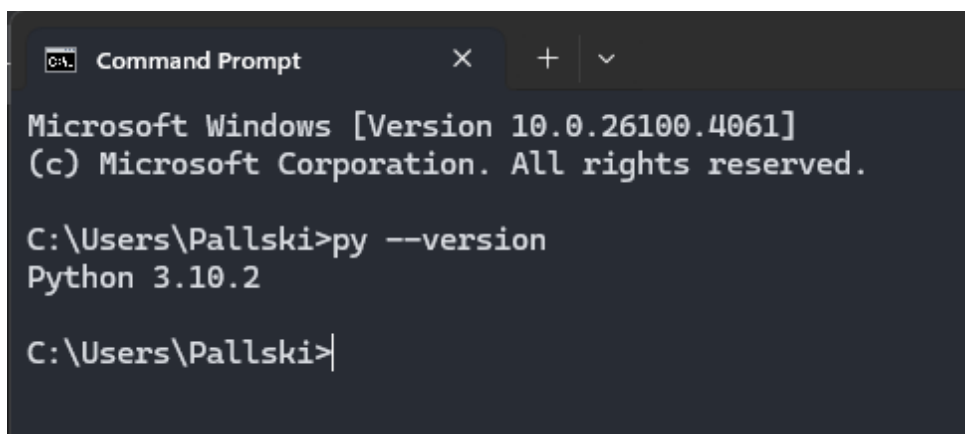 Command Prompt
Microsoft Windows [Version 10.0.26100.4061]
(c) Microsoft Corporation. All rights reserved.
C:\Users\Pallski>py --version
Python 3.10.2
C:\Users\Pallski>